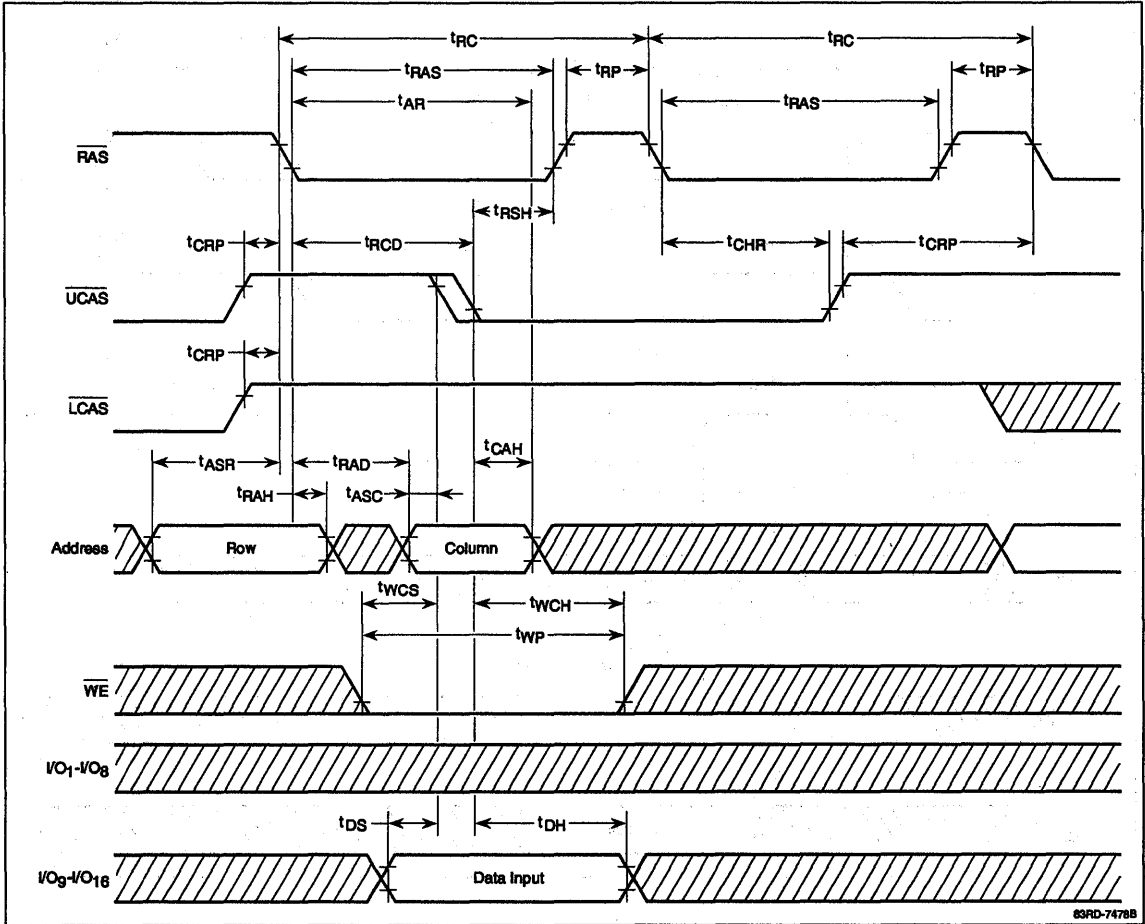 tRC tRC
tRAS tRP tRP
tAR tRAS
RAS
tRSH
tCRP tRCD tCHR tCRP
UCAS
tCRP
LCAS
tCAH
tASR tRAD
tRAH tASC
Address Row Column
tWCS tWCH
tWP
WE
I/O1-I/O8
tDS tDH
I/O9-I/O16 Data Input
83RD-7478B